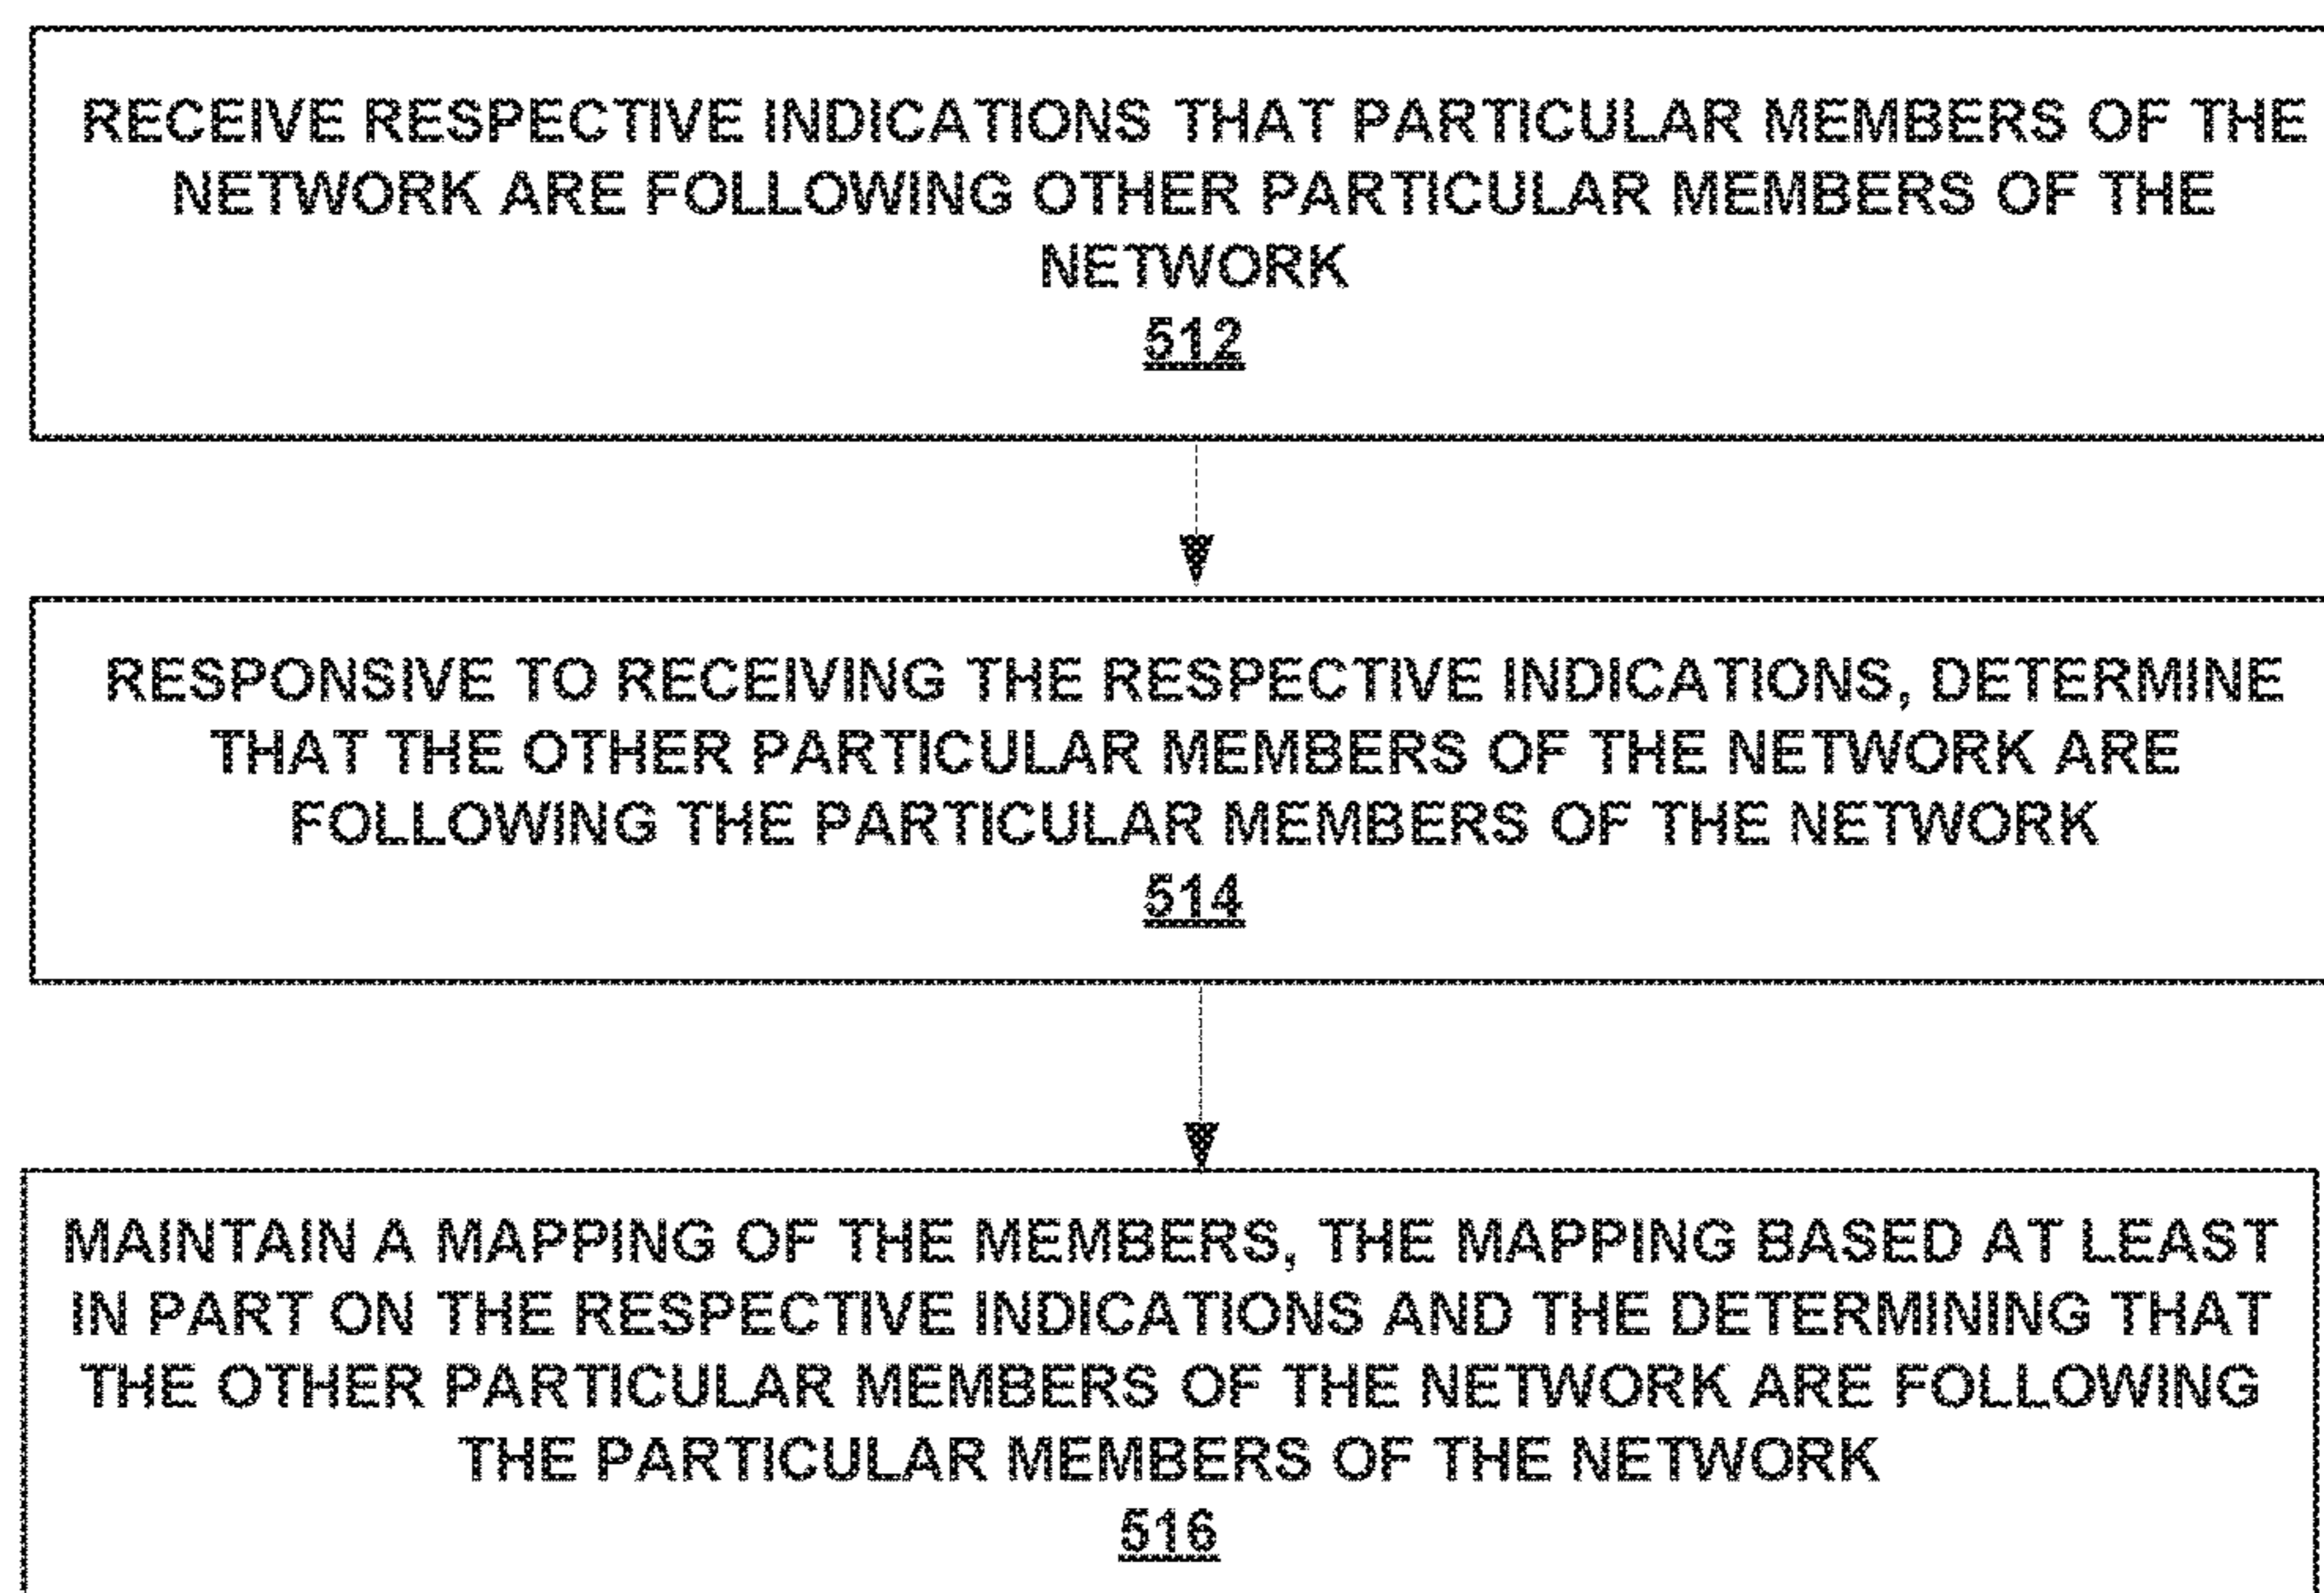 RECEIVE RESPECTIVE INDICATIONS THAT PARTICULAR MEMBERS OF THE
NETWORK ARE FOLLOWING OTHER PARTICULAR MEMBERS OF THE
NETWORK
512
RESPONSIVE TO RECEIVING THE RESPECTIVE INDICATIONS, DETERMINE
THAT THE OTHER PARTICULAR MEMBERS OF THE NETWORK ARE
FOLLOWING THE PARTICULAR MEMBERS OF THE NETWORK
514
MAINTAIN A MAPPING OF THE MEMBERS, THE MAPPING BASED AT LEAST
IN PART ON THE RESPECTIVE INDICATIONS AND THE DETERMINING THAT
THE OTHER PARTICULAR MEMBERS OF THE NETWORK ARE FOLLOWING
THE PARTICULAR MEMBERS OF THE NETWORK
516